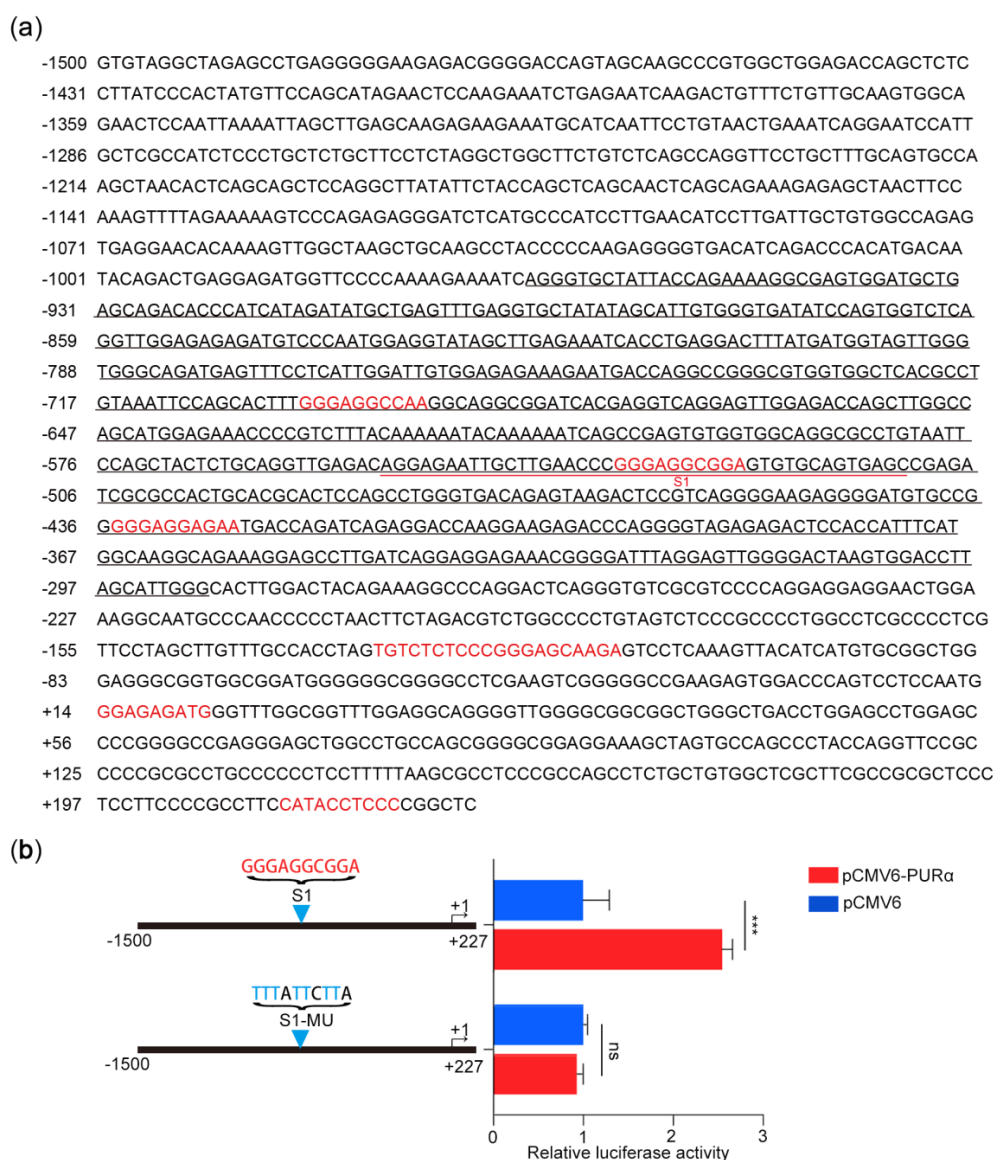 (a)
-1500 GTGTAGGCTAGAGCCTGAGGGGGAAGAGACGGGGACCAGTAGCAAGCCCGTGGCTGGAGACCAGCTCTC
-1431 CTTATCCCACTATGTTCCAGCATAGAACTCCAAGAAATCTGAGAATCAAGACTGTTTCTGTTGCAAGTGGCA
-1359 GAACTCCAATTAAAATTAGCTTGAGCAAGAGAAGAAATGCATCAATTCCTGTAACTGAAATCAGGAATCCATT
-1286 GCTCGCCATCTCCCTGCTCTGCTTCCTCTAGGCTGGCTTCTGTCTCAGCCAGGTTCCTGCTTTGCAGTGCCA
-1214 AGCTAACACTCAGCAGCTCCAGGCTTATATTCTACCAGCTCAGCAACTCAGCAGAAAGAGAGCTAACTTCC
-1141 AAAGTTTTAGAAAAAGTCCCAGAGAGGGATCTCATGCCCATCCTTGAACATCCTTGATTGCTGTGGCCAGAG
-1071 TGAGGAACACAAAAGTTGGCTAAGCTGCAAGCCTACCCCCAAGAGGGGTGACATCAGACCCACATGACAA
-1001 TACAGACTGAGGAGATGGTTCCCCAAAAGAAAATCAGGGTGCTATTACCAGAAAAGGCGAGTGGATGCTG
-931 AGCAGACACCCATCATAGATATGCTGAGTTTGAGGTGCTATATAGCATTGTGGGTGATATCCAGTGGTCTCA
-859 GGTTGGAGAGAGATGTCCCAATGGAGGTATAGCTTGAGAAATCACCTGAGGACTTTATGATGGTAGTTGGG
-788 TGGGCAGATGAGTTTCCTCATTGGATTGTGGAGAGAAAGAATGACCAGGCCGGGCGTGGTGGCTCACGCCT
-717 GTAAATTCCAGCACTTTGGGAGGCCAAGGCAGGCGGATCACGAGGTCAGGAGTTGGAGACCAGCTTGGCC
-647 AGCATGGAGAAACCCCGTCTTTACAAAAAATACAAAAAATCAGCCGAGTGTGGTGGCAGGCGCCTGTAATT
-576 CCAGCTACTCTGCAGGTTGAGACAGGAGAATTGCTTGAACCCGGGAGGCGGAGTGTGCAGTGAGCCGAGA
S1
-506 TCGCGCCACTGCACGCACTCCAGCCTGGGTGACAGAGTAAGACTCCGTCAGGGGAAGAGGGGATGTGCCG
-436 GGGGAGGAGAATGACCAGATCAGAGGACCAAGGAAGAGACCCAGGGGTAGAGAGACTCCACCATTTCAT
-367 GGCAAGGCAGAAAGGAGCCTTGATCAGGAGGAGAAACGGGGATTTAGGAGTTGGGGACTAAGTGGACCTT
-297 AGCATTGGGCACTTGGACTACAGAAAGGCCCAGGACTCAGGGTGTCGCGTCCCCAGGAGGAGGAACTGGA
-227 AAGGCAATGCCCAACCCCCTAACTTCTAGACGTCTGGCCCCTGTAGTCTCCCGCCCCTGGCCTCGCCCCTCG
-155 TTCCTAGCTTGTTTGCCACCTAGTGTCTCTCCCGGGAGCAAGAGTCCTCAAAGTTACATCATGTGCGGCTGG
-83 GAGGGCGGTGGCGGATGGGGGGCGGGGCCTCGAAGTCGGGGGCCGAAGAGTGGACCCAGTCCTCCAATG
+14 GGAGAGATGGGTTTGGCGGTTTGGAGGCAGGGGTTGGGGCGGCGGCTGGGCTGACCTGGAGCCTGGAGC
+56 CCCGGGGCCGAGGGAGCTGGCCTGCCAGCGGGGCGGAGGAAAGCTAGTGCCAGCCCTACCAGGTTCCGC
+125 CCCCGCGCCTGCCCCCCTCCTTTTTAAGCGCCTCCCGCCAGCCTCTGCTGTGGCTCGCTTCGCCGCGCTCCC
+197 TCCTTCCCCGCCTTCCATACCTCCCCGGCTC
(b)
GGGAGGCGGA
S1
+1
-1500
+227
TTTATTCTTA
S1-MU
+1
-1500
+227
***
ns
pCMV6-PURα
pCMV6
0 1 2 3
Relative luciferase activity